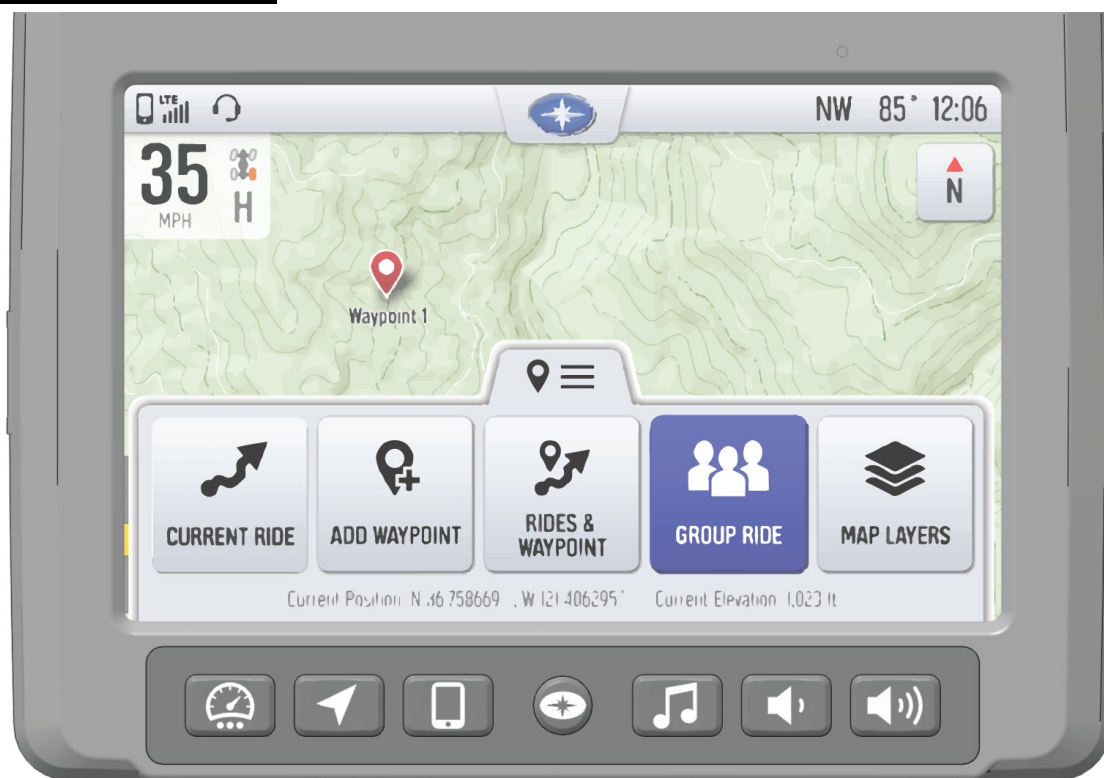 LTE
NW 85° 12:06
35
MPH
H
N
Waypoint 1
CURRENT RIDE
ADD WAYPOINT
RIDES &
WAYPOINT
GROUP RIDE
MAP LAYERS
Current Position N 36.758669 , W 121.406295° Current Elevation 1,023 ft